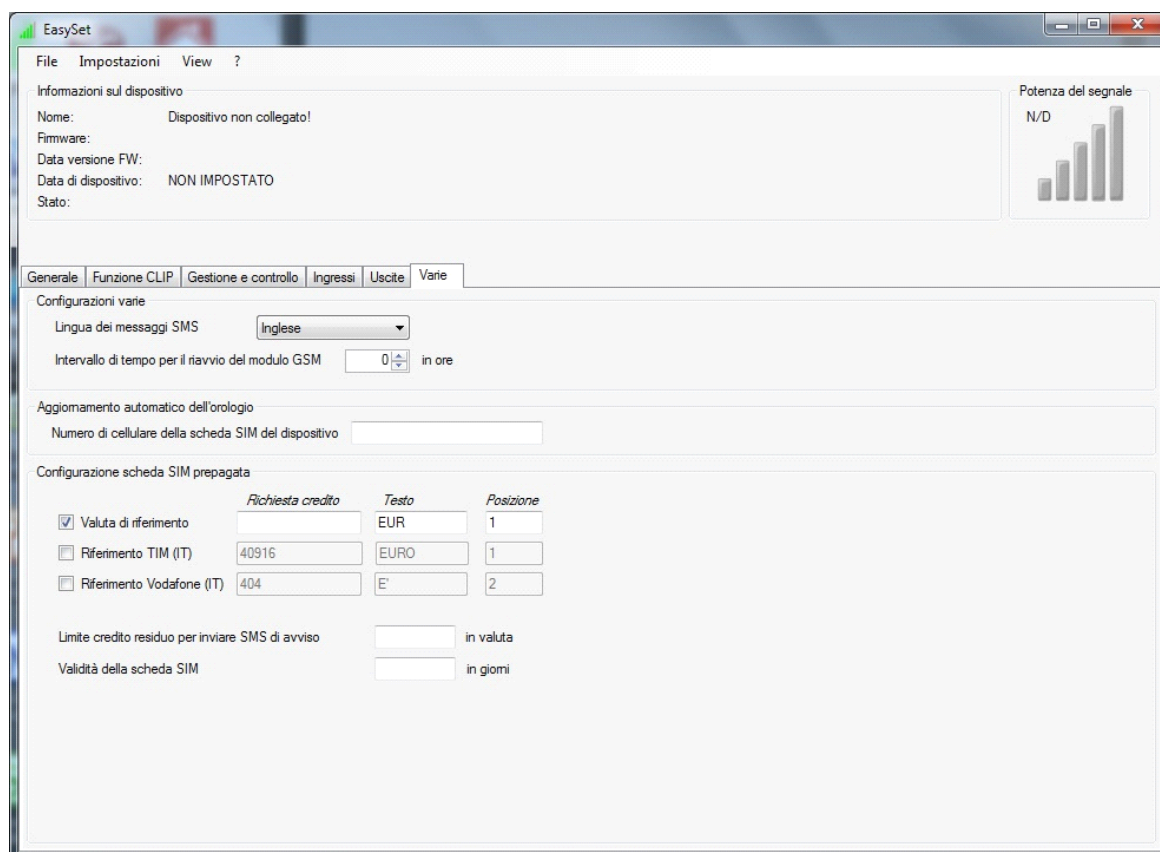 EasySet
File Impostazioni View ?
Informazioni sul dispositivo
Potenza del segnale
Nome: Dispositivo non collegato!
N/D
Firmware:
Data versione FW:
Data di dispositivo: NON IMPOSTATO
Stato:
Generale Funzione CLIP Gestione e controllo Ingressi Uscite Varie
Configurazioni varie
Lingua dei messaggi SMS Inglese
Intervallo di tempo per il riavvio del modulo GSM 0 in ore
Aggiornamento automatico dell'orologio
Numero di cellulare della scheda SIM del dispositivo
Configurazione scheda SIM prepagata
Richiesta credito Testo Posizione
Valuta di riferimento EUR 1
Riferimento TIM (IT) 40916 EURO 1
Riferimento Vodafone (IT) 404 E' 2
Limite credito residuo per inviare SMS di avviso in valuta
Validità della scheda SIM in giorni